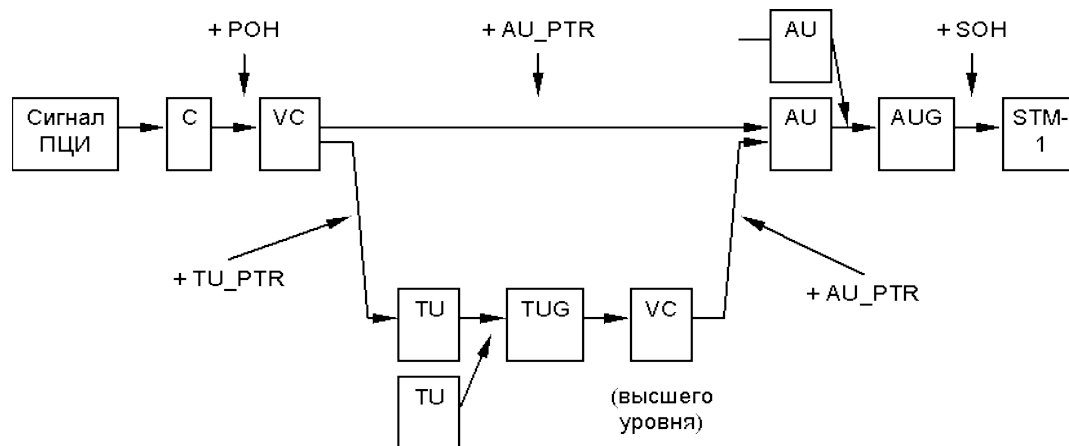 + POH
+ AU_PTR
AU
+ SOH
Сигнал
ПЦИ
C
VC
AU
AUG
STM-
1
+ TU_PTR
+ AU_PTR
TU
TUG
VC
TU
(высшего
уровня)